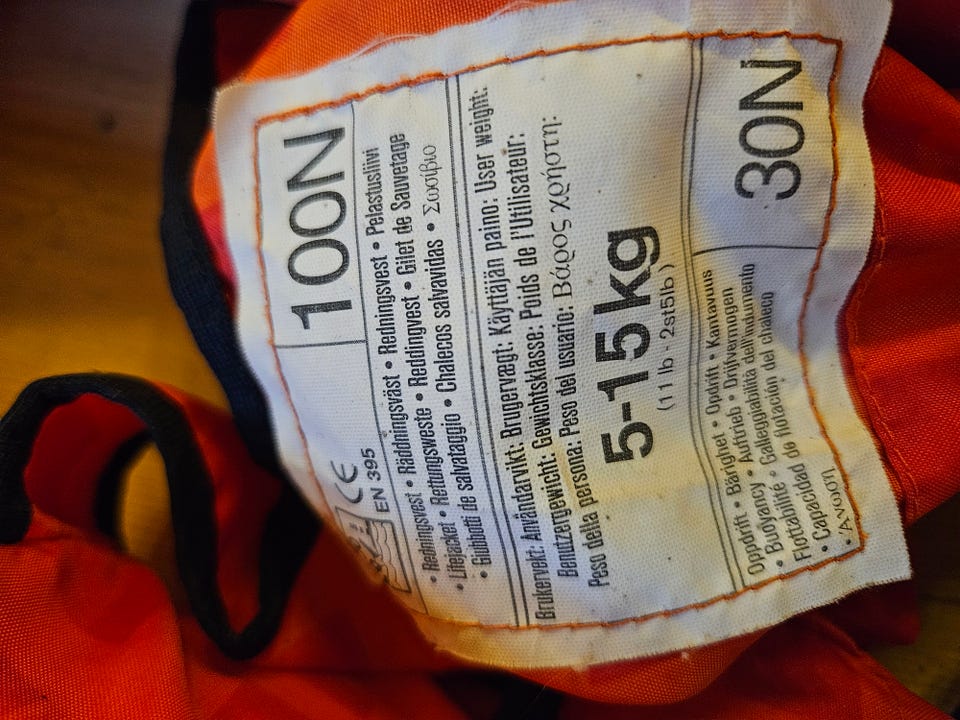 100N
CE
EN 395
• Redningsvest • Räddningsväst • Redningsvest • Pelastusliivi
• Litejacket • Rettungsweste • Reddingvest • Gilet de Sauvetage
• Giubbotti de salvataggio • Chalecos salvavidas • Σωσίβιο
Brukervekt: Användarvikt: Brugervægt: Käyttäjän paino: User weight:
Benutzergewicht: Gewichtsklasse: Poids de l'Utilisateur:
Peso della persona: Peso del usuario: Βάρος χρήστη:
5-15kg
(11 lb · 2st5lb)
30N
Oppdrift • Bärighet • Opdrift • Kantavuus
• Buoyancy • Auftrieb • Drijfvermogen
Flottabilité • Galleggiabilità dell'indumento
• Capacidad de flotación del chaleco
• Άνωση